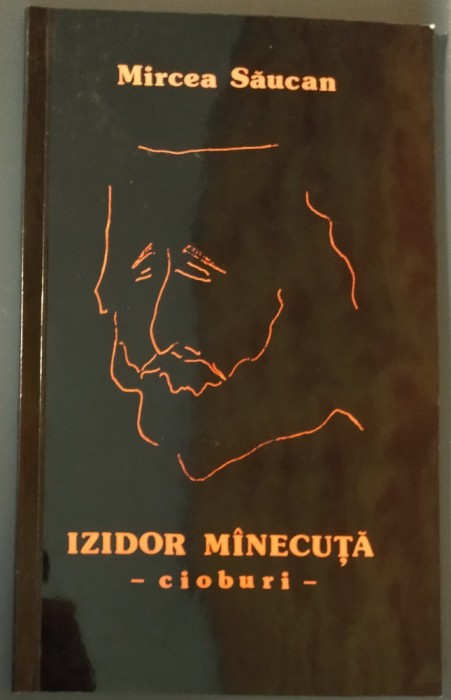 Mircea Săucan
IZIDOR MÎNECUȚĂ
– cioburi –